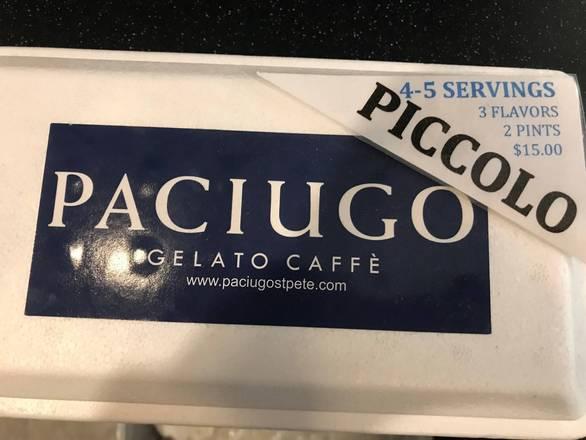 4-5 SERVINGS
3 FLAVORS
2 PINTS
$15.00
PICCOLO
PACIUGO
GELATO CAFFÈ
www.paciugostpete.com